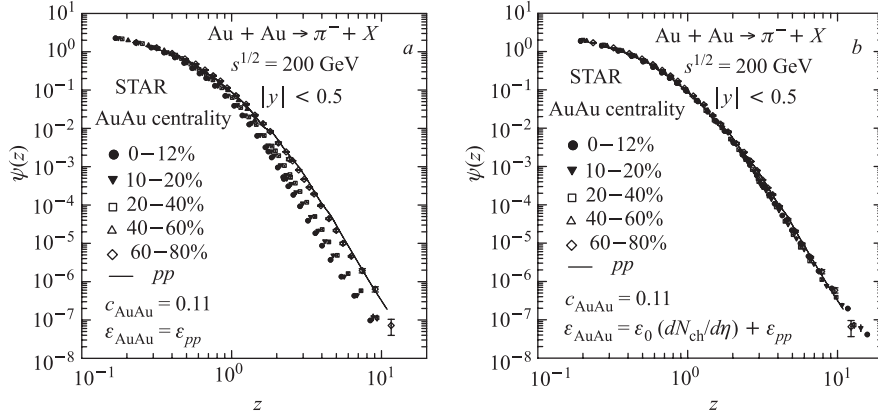 10^1
10^0
10^−1
10^−2
10^−3
10^−4
10^−5
10^−6
10^−7
10^−8
ψ(z)
Au + Au → π^− + X
a
s^1/2 = 200 GeV
STAR
|y| < 0.5
AuAu centrality
0−12%
10−20%
20−40%
40−60%
60−80%
pp
c_AuAu = 0.11
ε_AuAu = ε_pp
10^−1
10^0
10^1
z
10^1
10^0
10^−1
10^−2
10^−3
10^−4
10^−5
10^−6
10^−7
10^−8
ψ(z)
Au + Au → π^− + X
b
s^1/2 = 200 GeV
STAR
|y| < 0.5
AuAu centrality
0−12%
10−20%
20−40%
40−60%
60−80%
pp
c_AuAu = 0.11
ε_AuAu = ε_0 (dN_ch/dη) + ε_pp
10^−1
10^0
10^1
z